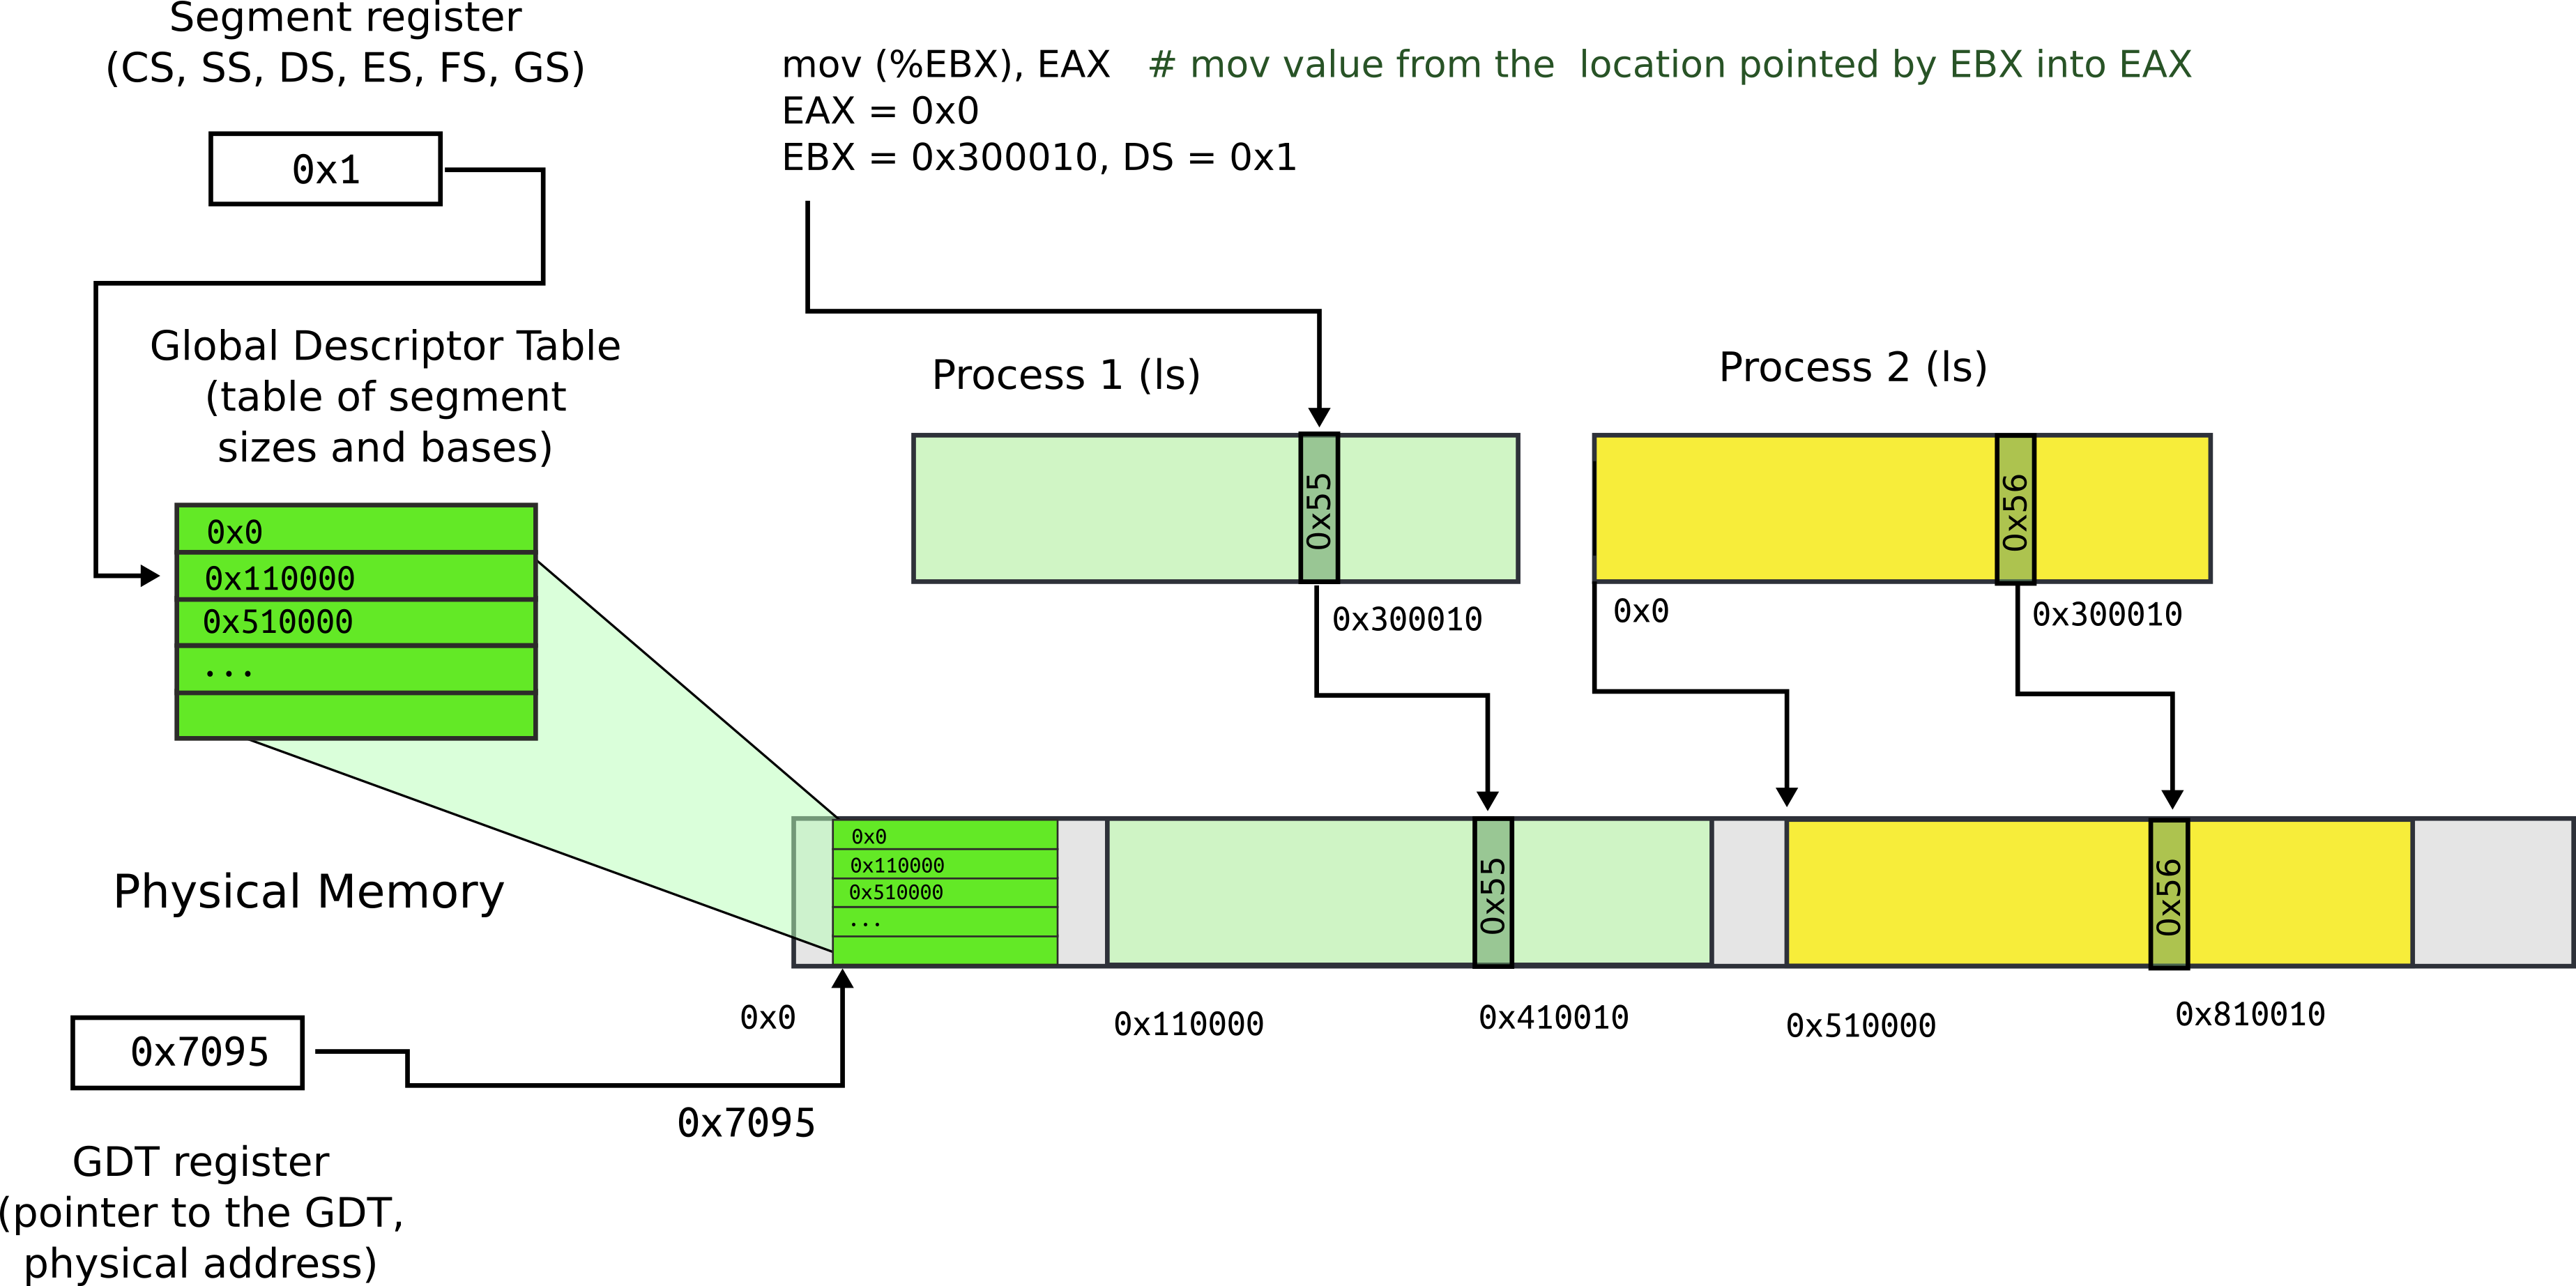 Segment register
(CS, SS, DS, ES, FS, GS)
0x1
mov (%EBX), EAX   # mov value from the  location pointed by EBX into EAX
EAX = 0x0
EBX = 0x300010, DS = 0x1
Global Descriptor Table
(table of segment
sizes and bases)
0x0
0x110000
0x510000
...
Process 1 (ls)
0x55
0x300010
Process 2 (ls)
0x56
0x0
0x300010
Physical Memory
0x0
0x110000
0x510000
...
0x55
0x56
0x0
0x110000
0x410010
0x510000
0x810010
0x7095
0x7095
GDT register
(pointer to the GDT,
physical address)